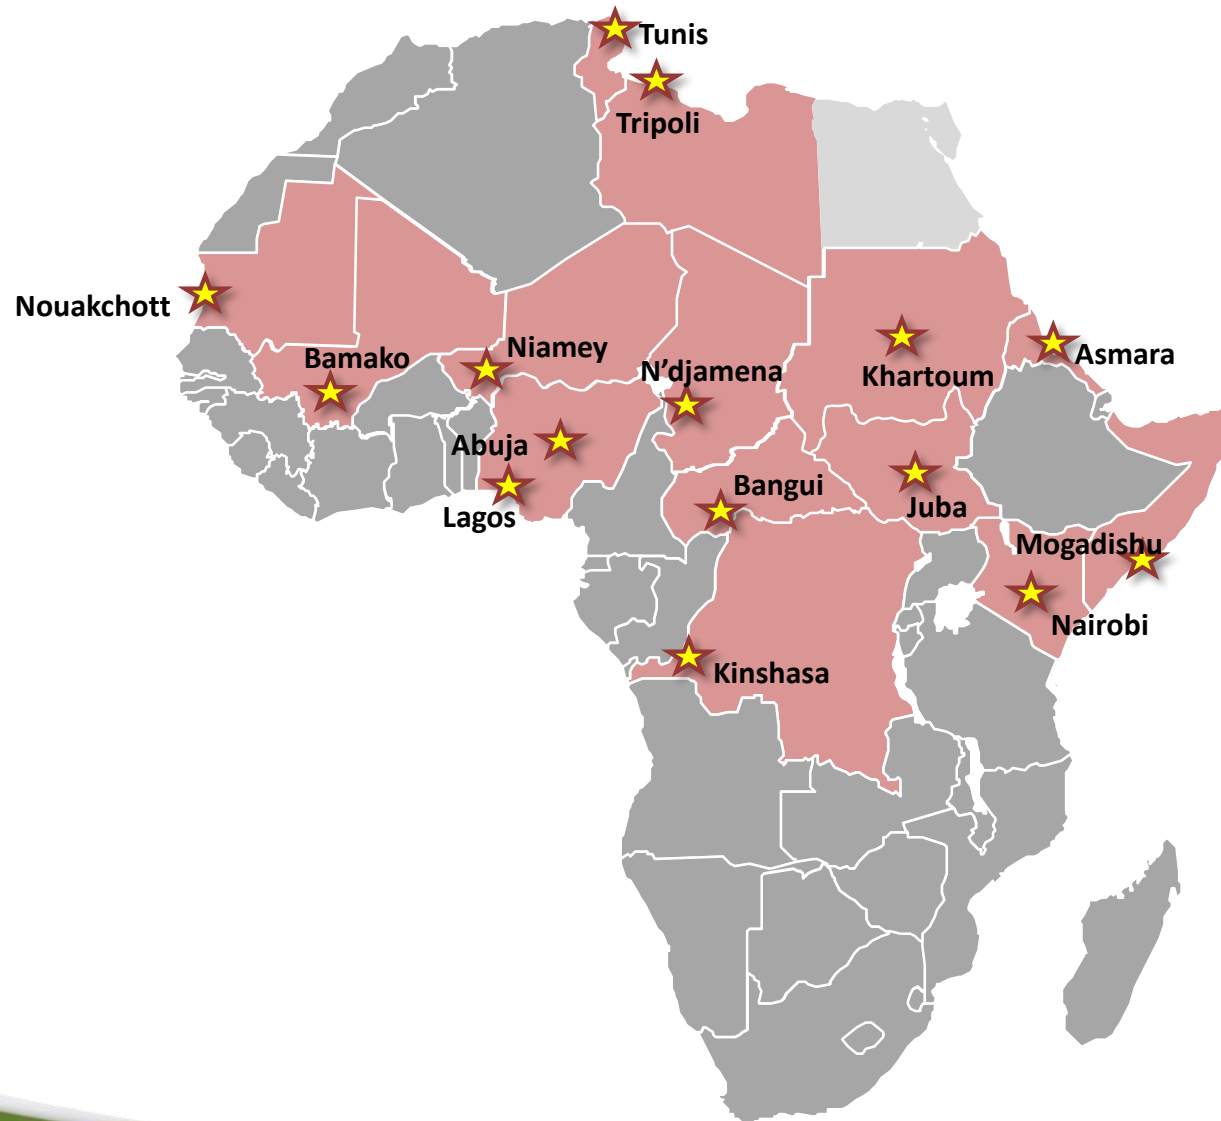 Tunis
Tripoli
Nouakchott
Niamey
Bamako
N'djamena
Khartoum
Asmara
Abuja
Bangui
Lagos
Juba
Mogadishu
Nairobi
Kinshasa